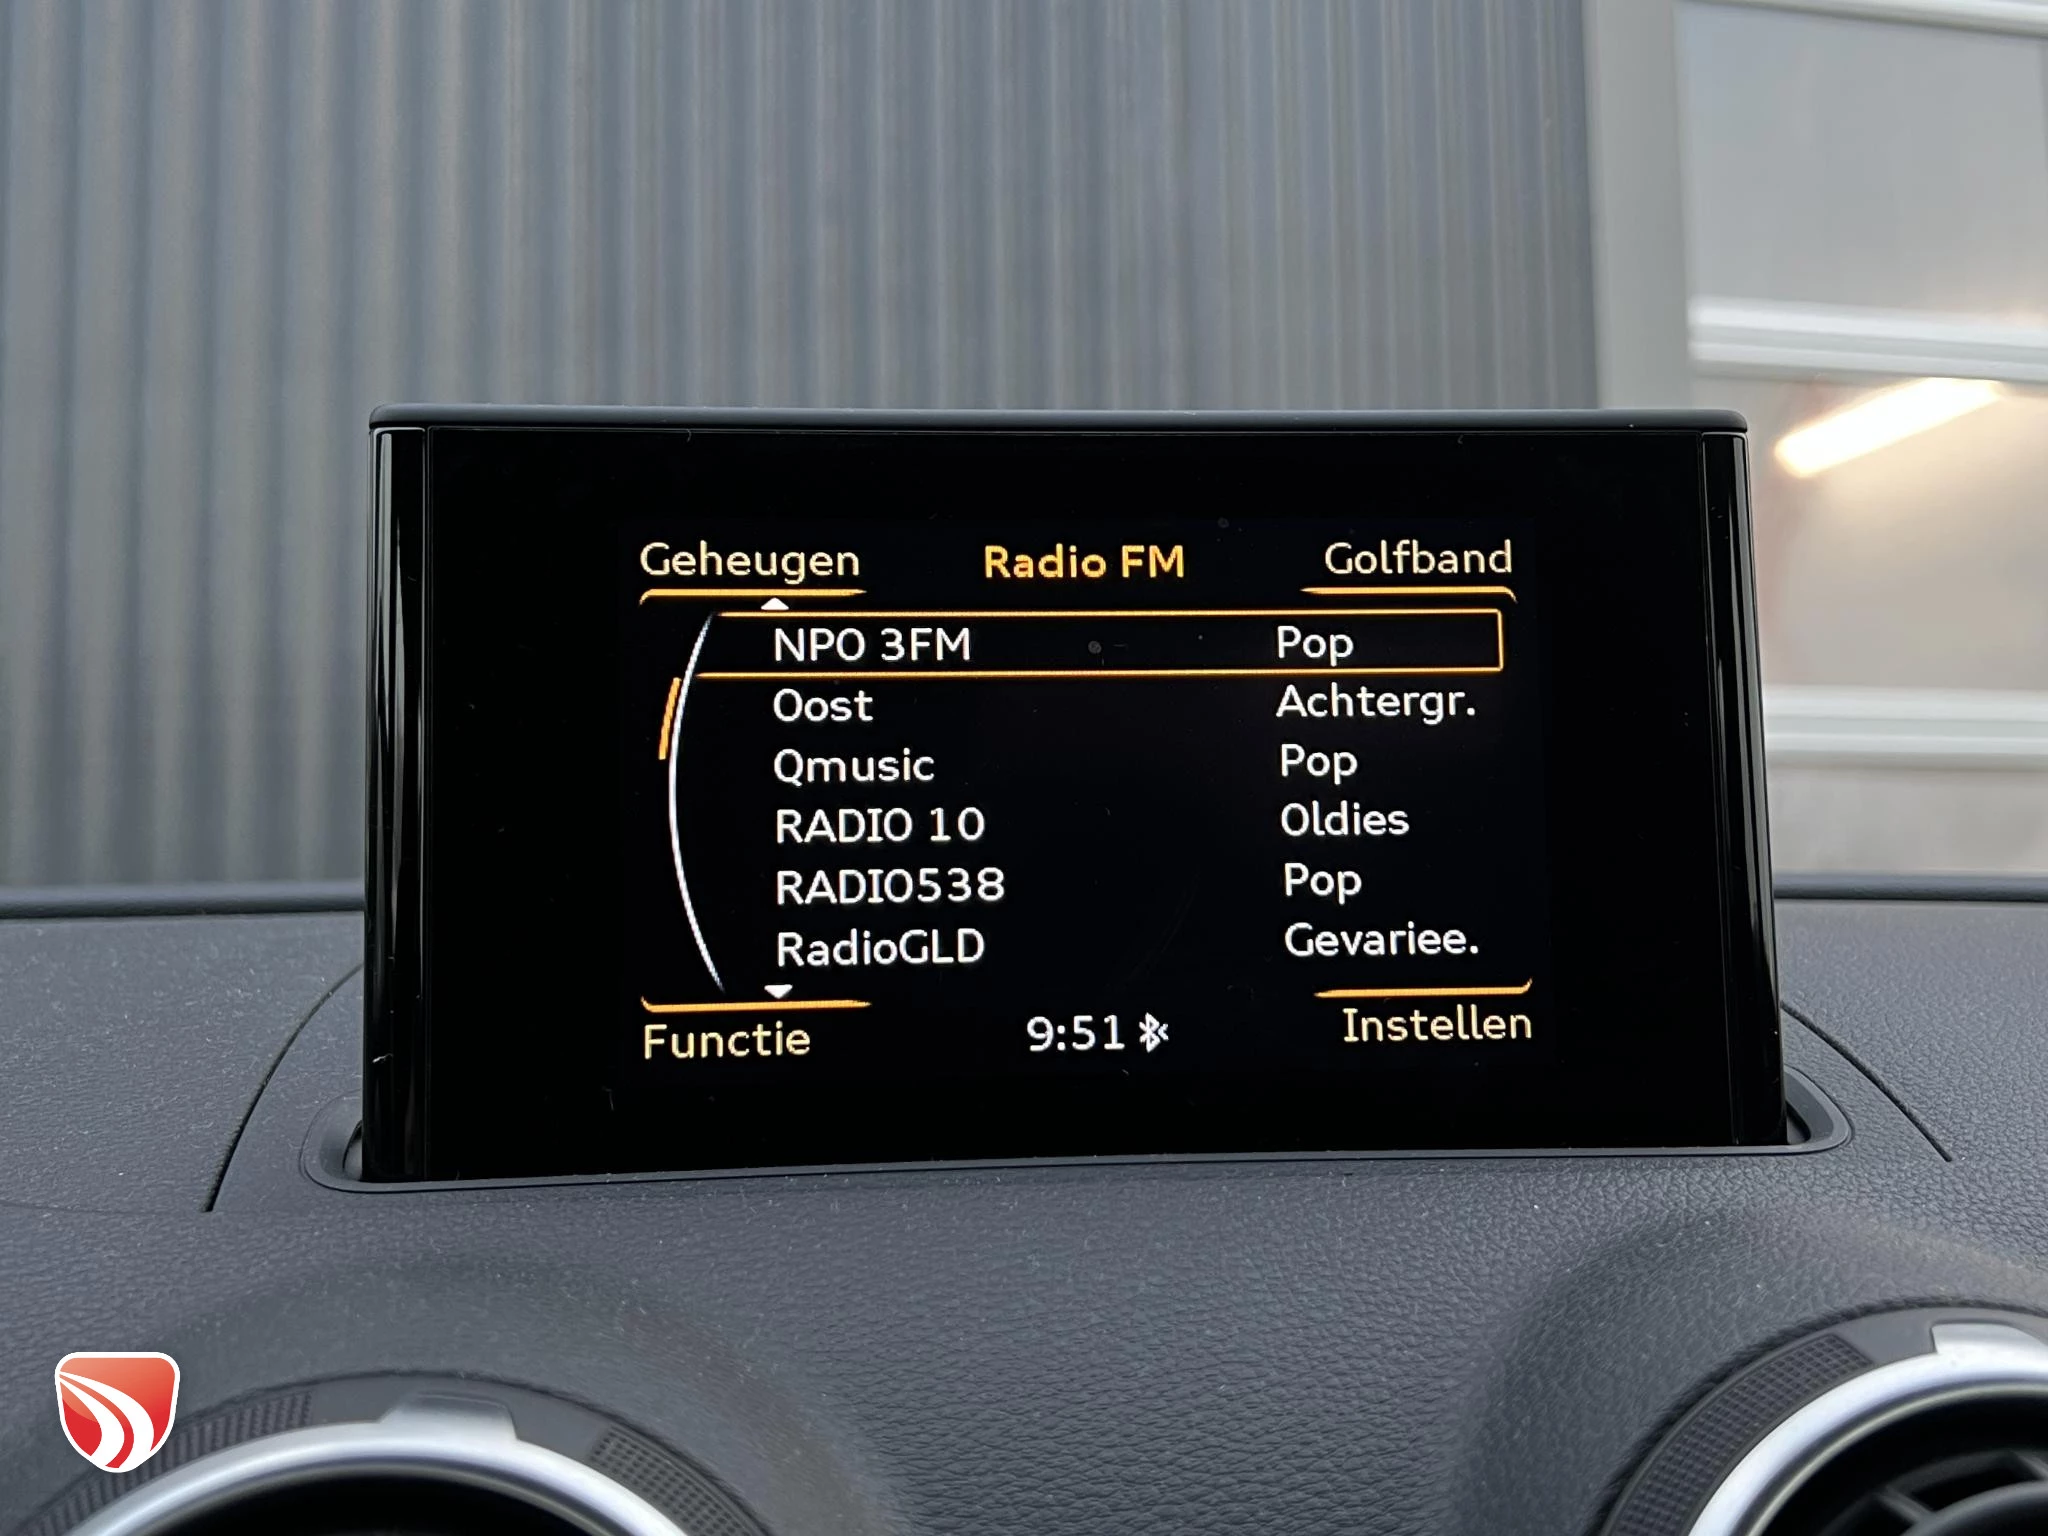 Geheugen Radio FM Golfband
NPO 3FM Pop
Oost Achtergr.
Qmusic Pop
RADIO 10 Oldies
RADIO538 Pop
RadioGLD Gevariee.
Functie 9:51 Instellen